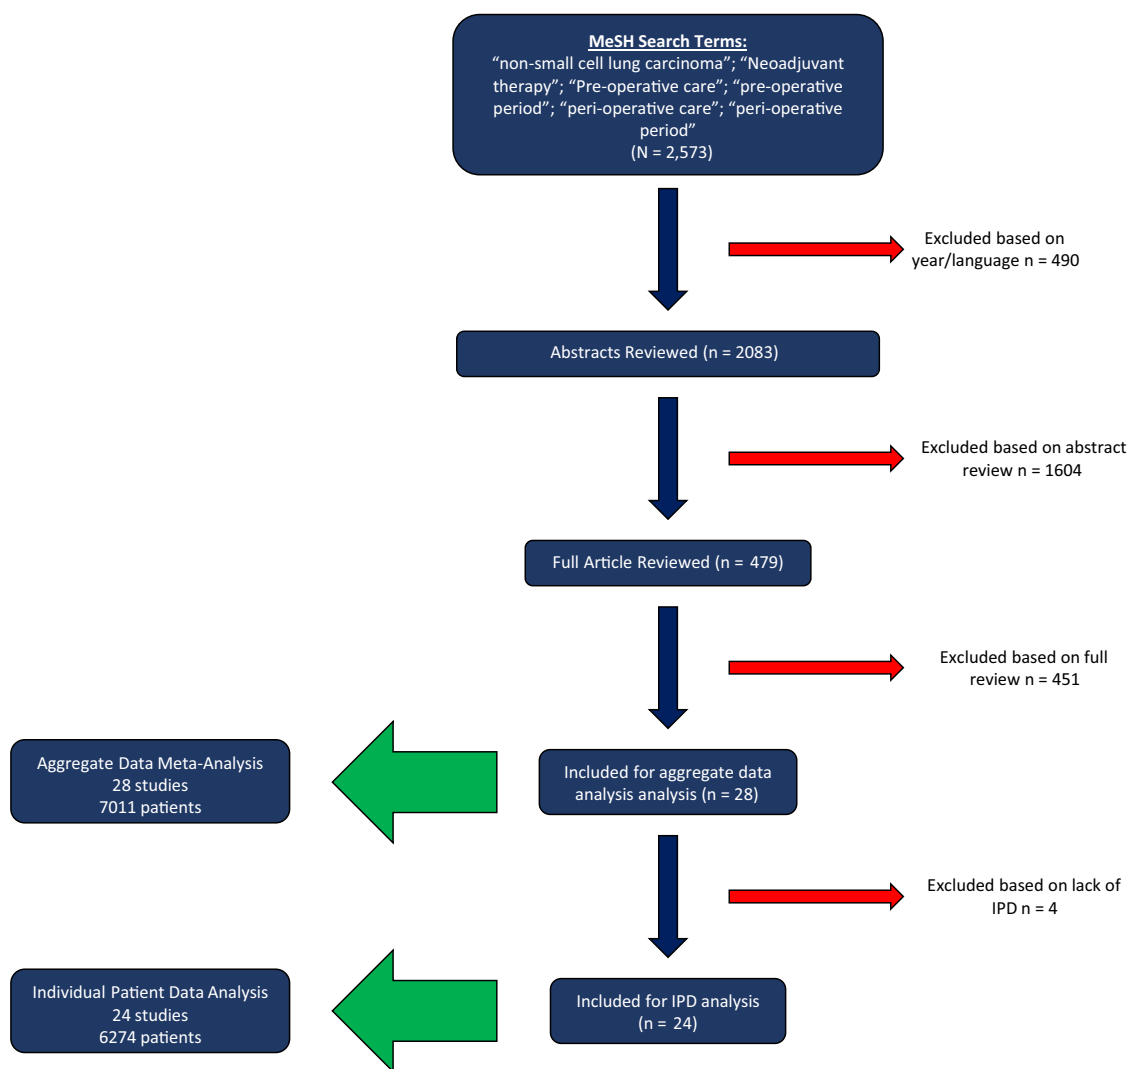 MeSH Search Terms:
“non-small cell lung carcinoma”; “Neoadjuvant
therapy”; “Pre-operative care”; “pre-operative
period”; “peri-operative care”; “peri-operative
period”
(N = 2,573)
Excluded based on
year/language n = 490
Abstracts Reviewed (n = 2083)
Excluded based on abstract
review n = 1604
Full Article Reviewed (n = 479)
Excluded based on full
review n = 451
Aggregate Data Meta-Analysis
28 studies
7011 patients
Included for aggregate data
analysis analysis (n = 28)
Excluded based on lack of
IPD n = 4
Individual Patient Data Analysis
24 studies
6274 patients
Included for IPD analysis
(n = 24)